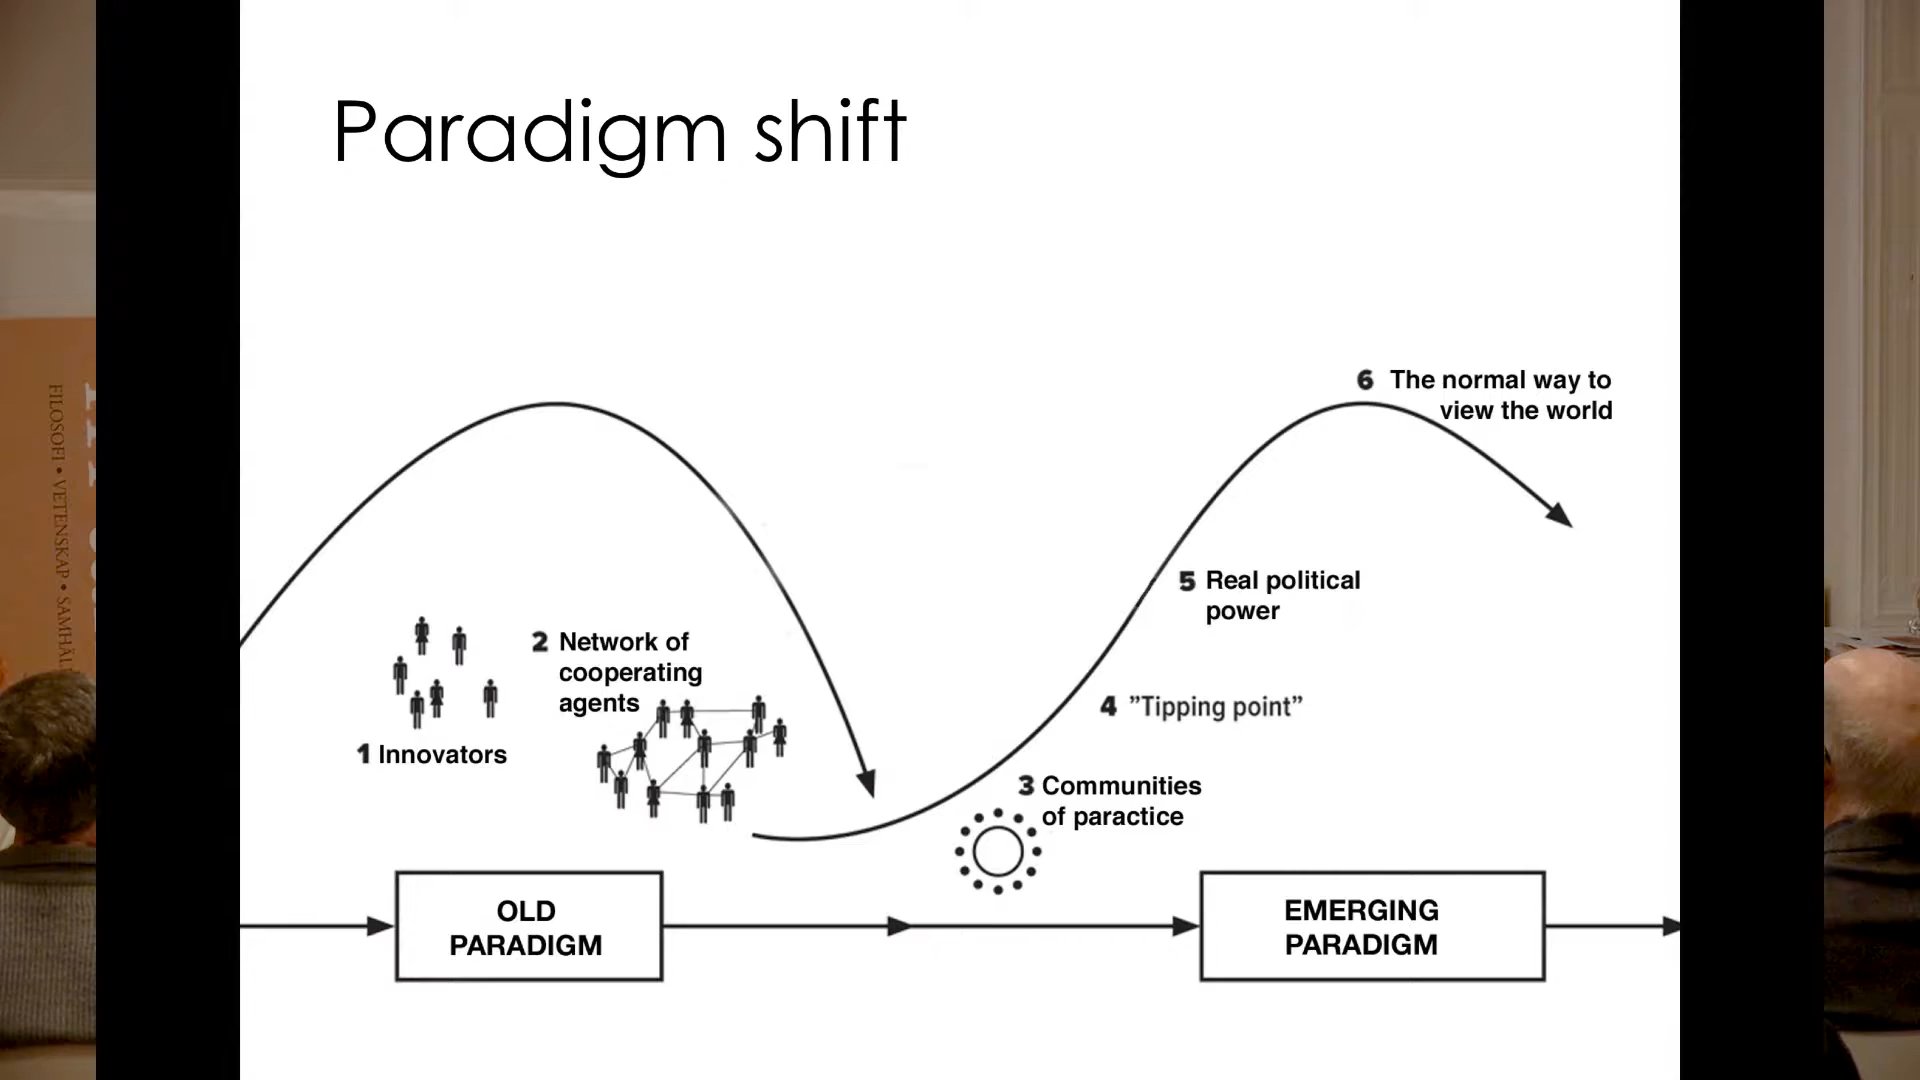 Paradigm shift
6 The normal way to
view the world
5 Real political
power
2 Network of
cooperating
agents
4 ”Tipping point”
1 Innovators
3 Communities
of paractice
OLD
PARADIGM
EMERGING
PARADIGM
FILOSOFI • VETENSKAP •